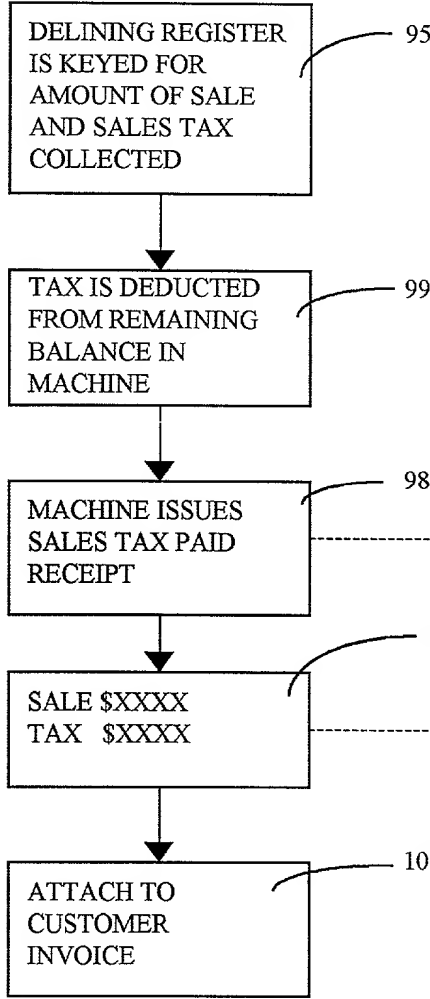 DELINING REGISTER
IS KEYED FOR
AMOUNT OF SALE
AND SALES TAX
COLLECTED
95
TAX IS DEDUCTED
FROM REMAINING
BALANCE IN
MACHINE
99
MACHINE ISSUES
SALES TAX PAID
RECEIPT
98
SALE $XXXX
TAX $XXXX
ATTACH TO
CUSTOMER
INVOICE
10